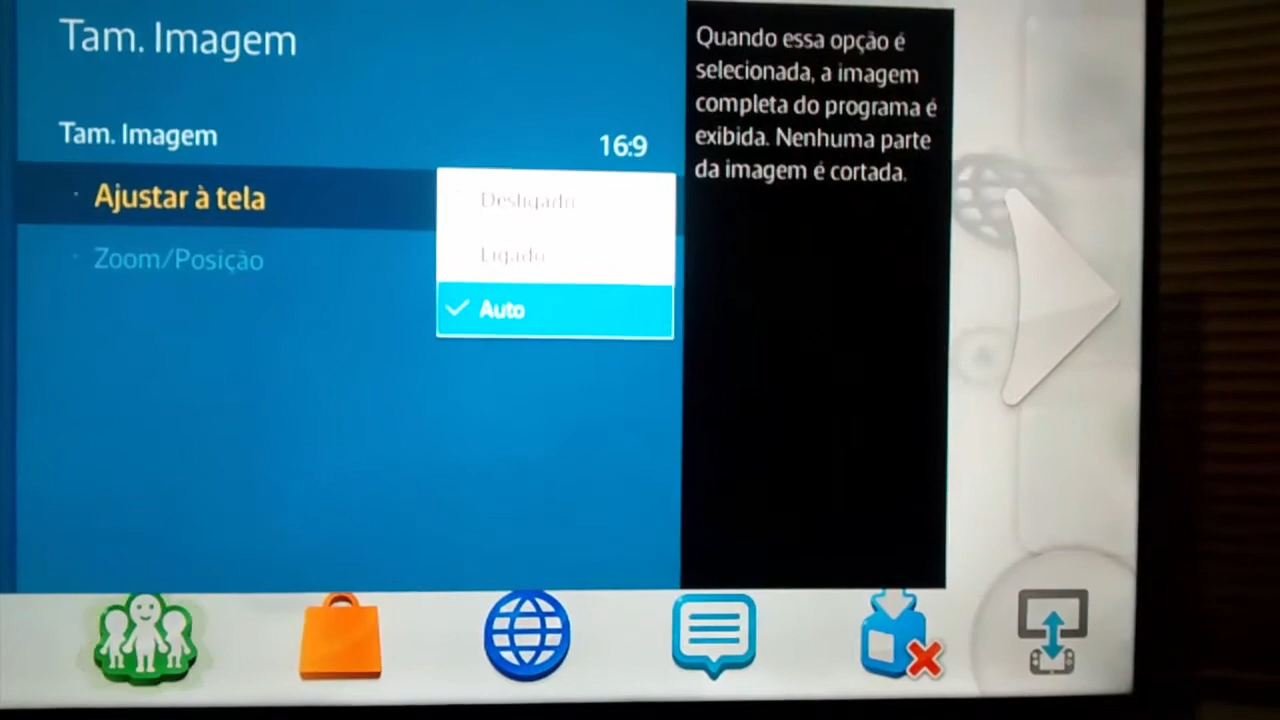 Tam. Imagem
Tam. Imagem
16:9
Ajustar à tela
Desligado
Ligado
Zoom/Posição
Auto
Quando essa opção é
selecionada, a imagem
completa do programa é
exibida. Nenhuma parte
da imagem é cortada.